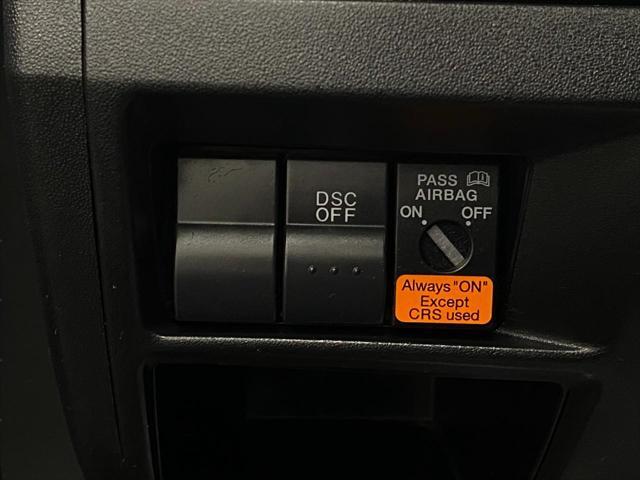 DSC
OFF
PASS
AIRBAG
ON OFF
Always "ON"
Except
CRS used